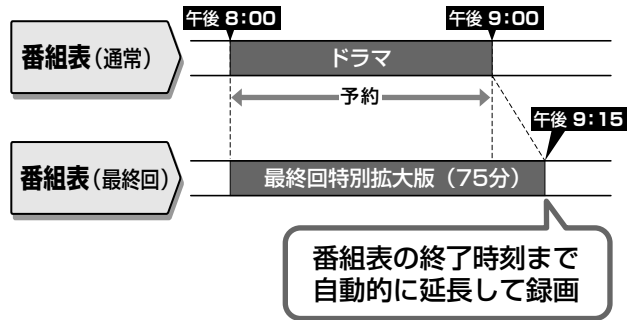 午後 8:00
午後 9:00
番組表(通常)
ドラマ
予約
午後 9:15
番組表(最終回)
最終回特別拡大版(75分)
番組表の終了時刻まで
自動的に延長して録画